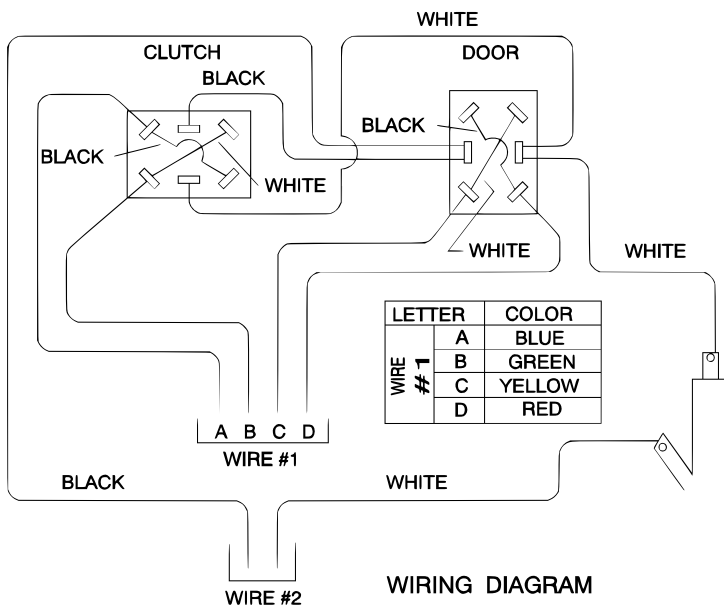 WHITE
CLUTCH
DOOR
BLACK
BLACK
BLACK
WHITE
WHITE
WHITE
LETTER COLOR
WIRE #1
A BLUE
B GREEN
C YELLOW
D RED
A B C D
WIRE #1
BLACK
WHITE
WIRE #2
WIRING DIAGRAM